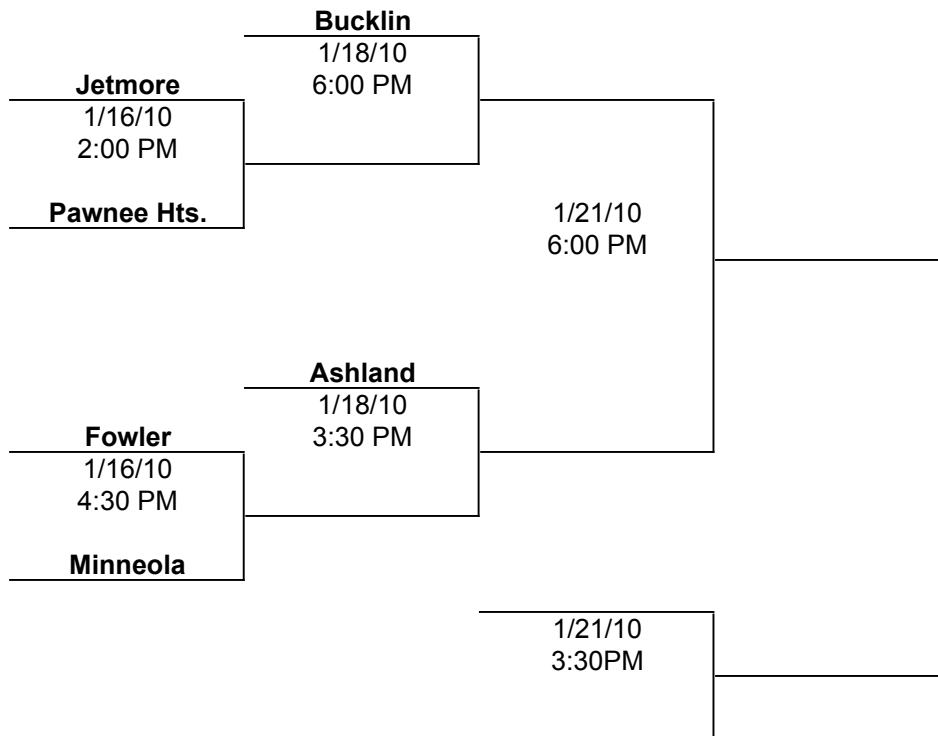 Bucklin
1/18/10
6:00 PM
Jetmore
1/16/10
2:00 PM
Pawnee Hts.
1/21/10
6:00 PM
Ashland
1/18/10
3:30 PM
Fowler
1/16/10
4:30 PM
Minneola
1/21/10
3:30PM